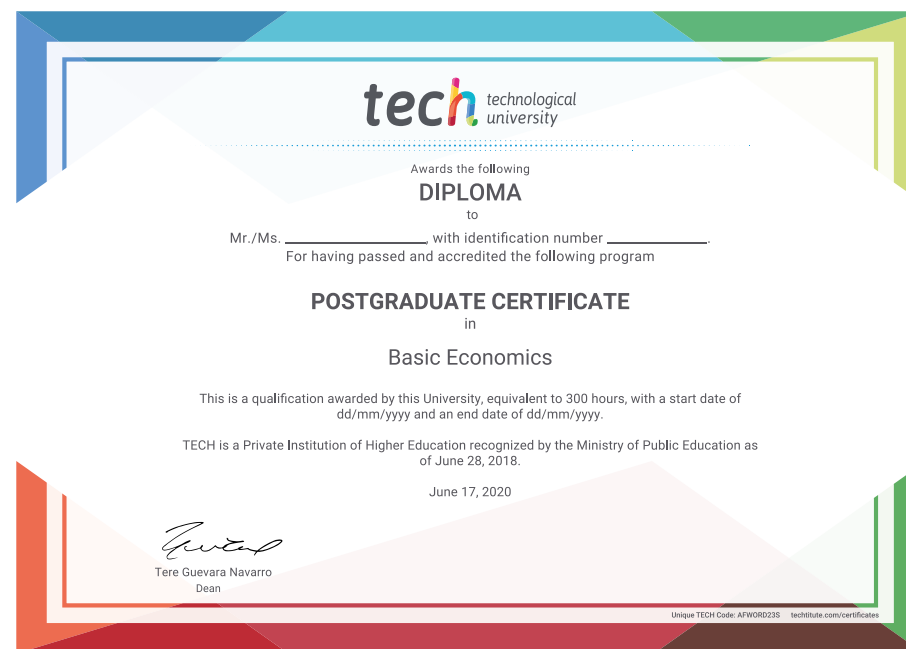 tech technological
university
Awards the following
DIPLOMA
to
Mr./Ms. ____________________, with identification number ______________.
For having passed and accredited the following program
POSTGRADUATE CERTIFICATE
in
Basic Economics
This is a qualification awarded by this University, equivalent to 300 hours, with a start date of
dd/mm/yyyy and an end date of dd/mm/yyyy.
TECH is a Private Institution of Higher Education recognized by the Ministry of Public Education as
of June 28, 2018.
June 17, 2020
Tere Guevara Navarro
Dean
Unique TECH Code: AFWORD23S techtitute.com/certificates